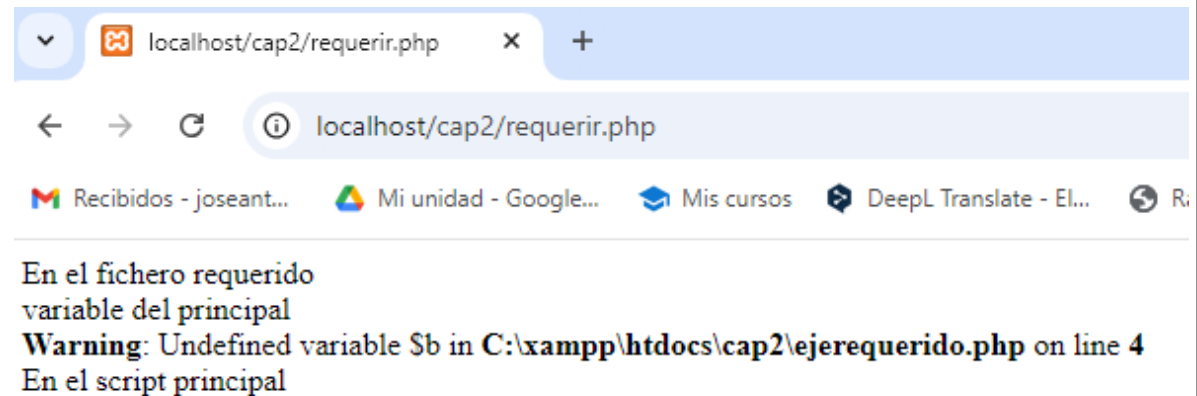 localhost/cap2/requerir.php
localhost/cap2/requerir.php
Recibidos - joseant... Mi unidad - Google... Mis cursos DeepL Translate - El...
En el fichero requerido
variable del principal
Warning: Undefined variable $b in C:\xampp\htdocs\cap2\ejerequerido.php on line 4
En el script principal